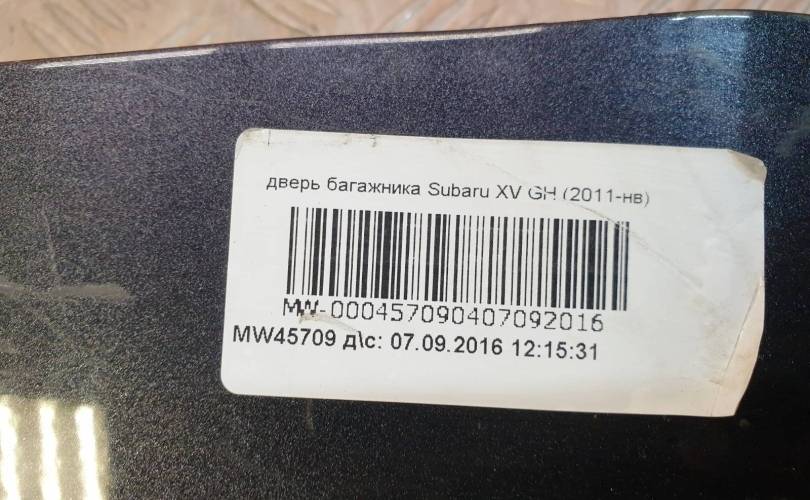 дверь багажника Subaru XV GH (2011-нв)
MW-000457090407092016
MW45709 д\с: 07.09.2016 12:15:31